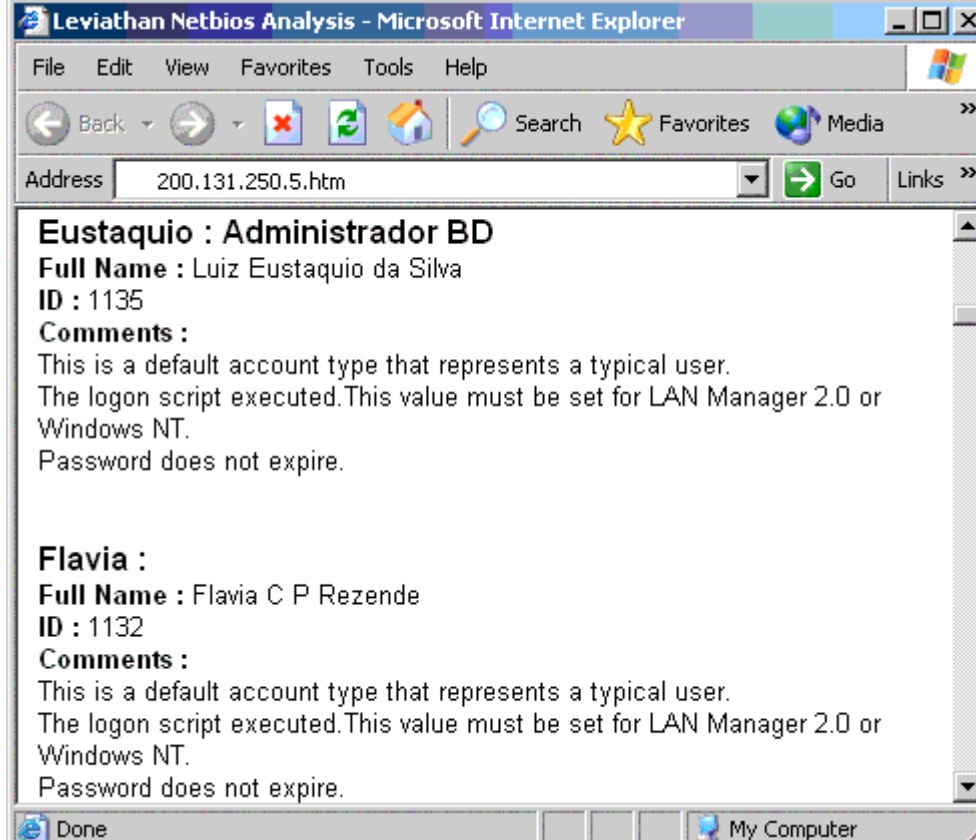 Leviathan Netbios Analysis - Microsoft Internet Explorer
File Edit View Favorites Tools Help
Back Search Favorites Media »
Address 200.131.250.5.htm Go Links »
Eustaquio : Administrador BD
Full Name : Luiz Eustaquio da Silva
ID : 1135
Comments :
This is a default account type that represents a typical user.
The logon script executed.This value must be set for LAN Manager 2.0 or
Windows NT.
Password does not expire.
Flavia :
Full Name : Flavia C P Rezende
ID : 1132
Comments :
This is a default account type that represents a typical user.
The logon script executed.This value must be set for LAN Manager 2.0 or
Windows NT.
Password does not expire.
Done My Computer